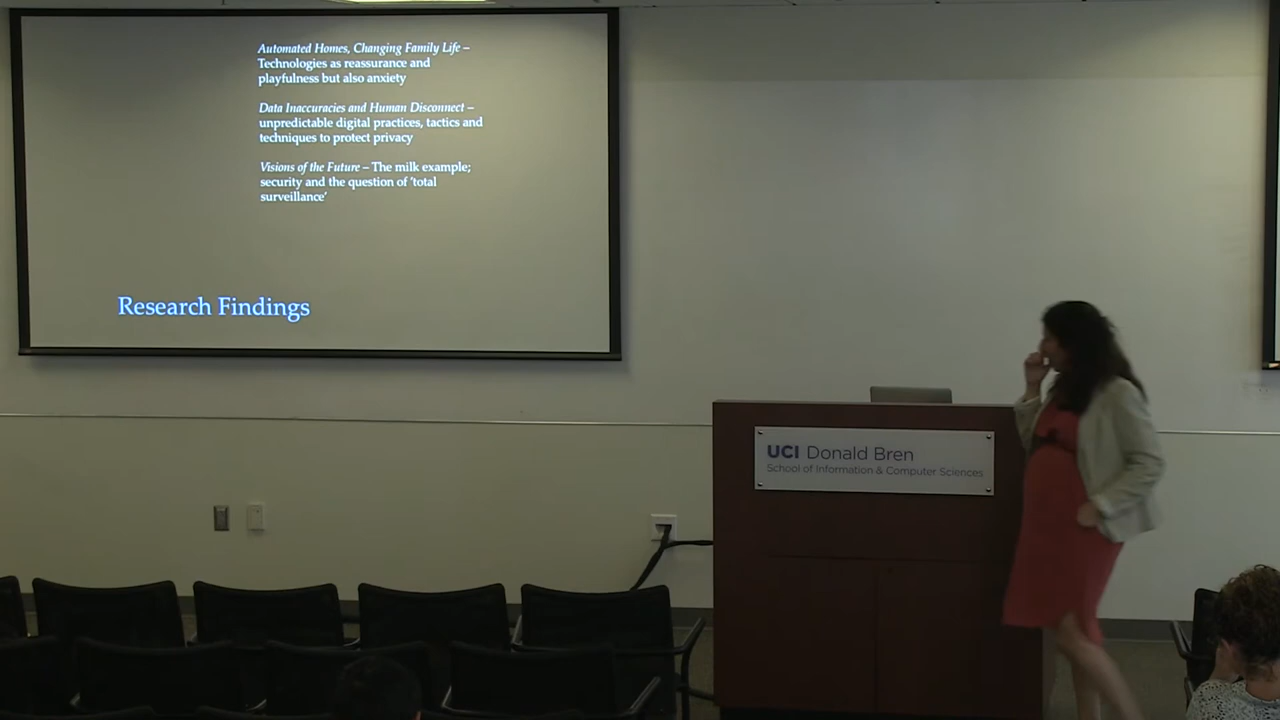 Automated Homes, Changing Family Life –
Technologies as reassurance and
playfulness but also anxiety
Data Inaccuracies and Human Disconnect –
unpredictable digital practices, tactics and
techniques to protect privacy
Visions of the Future – The milk example;
security and the question of 'total
surveillance'
Research Findings
UCI Donald Bren
School of Information & Computer Sciences